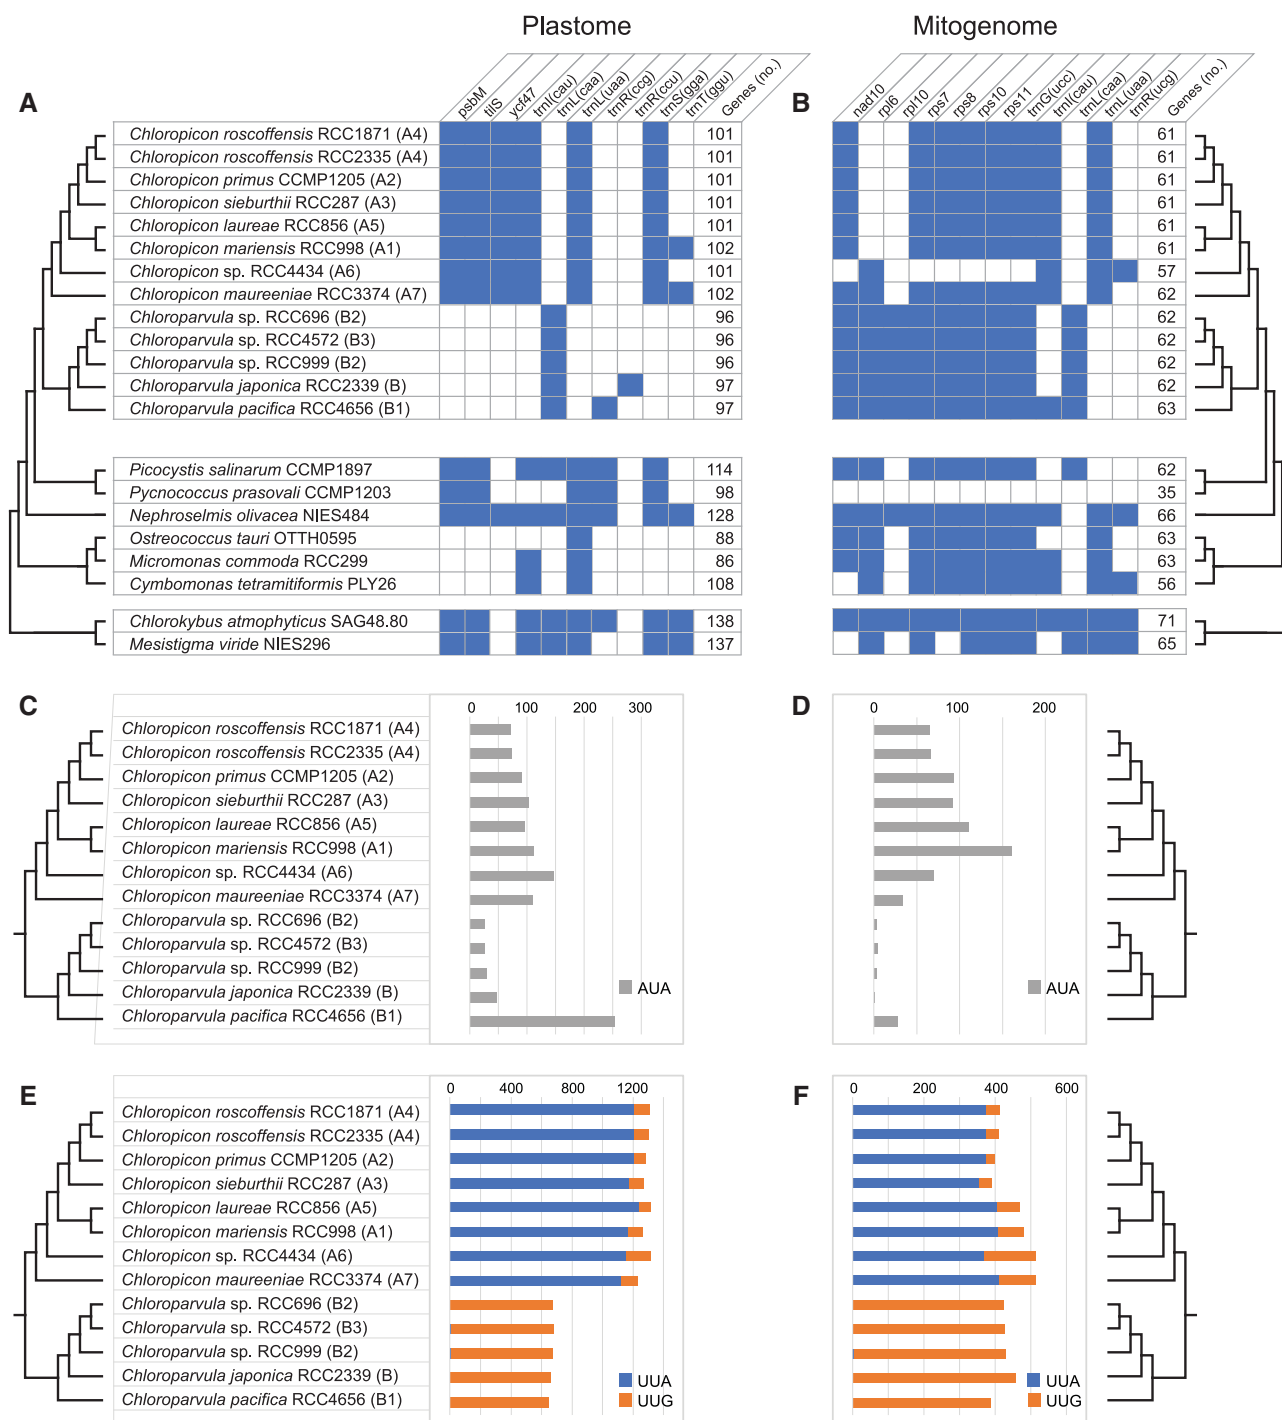 Plastome
Mitogenome
A
psbM
tilS
ycf47
trnI(cau)
trnL(caa)
trnL(uaa)
trnR(ccg)
trnR(ccu)
trnS(gga)
trnT(ggu)
Genes (no.)
B
nad10
rpl6
rpl10
rps7
rps8
rps10
rps11
trnG(ucc)
trnI(cau)
trnL(caa)
trnL(uaa)
trnR(ucg)
Genes (no.)
Chloropicon roscoffensis RCC1871 (A4) 101 61
Chloropicon roscoffensis RCC2335 (A4) 101 61
Chloropicon primus CCMP1205 (A2) 101 61
Chloropicon sieburthii RCC287 (A3) 101 61
Chloropicon laureae RCC856 (A5) 101 61
Chloropicon mariensis RCC998 (A1) 102 61
Chloropicon sp. RCC4434 (A6) 101 57
Chloropicon maureeniae RCC3374 (A7) 102 62
Chloroparvula sp. RCC696 (B2) 96 62
Chloroparvula sp. RCC4572 (B3) 96 62
Chloroparvula sp. RCC999 (B2) 96 62
Chloroparvula japonica RCC2339 (B) 97 62
Chloroparvula pacifica RCC4656 (B1) 97 63
Picocystis salinarum CCMP1897 114 62
Pycnococcus prasovali CCMP1203 98 35
Nephroselmis olivacea NIES484 128 66
Ostreococcus tauri OTTH0595 88 63
Micromonas commoda RCC299 86 63
Cymbomonas tetramitiformis PLY26 108 56
Chlorokybus atmophyticus SAG48.80 138 71
Mesistigma viride NIES296 137 65
C
0 100 200 300
D
0 100 200
Chloropicon roscoffensis RCC1871 (A4)
Chloropicon roscoffensis RCC2335 (A4)
Chloropicon primus CCMP1205 (A2)
Chloropicon sieburthii RCC287 (A3)
Chloropicon laureae RCC856 (A5)
Chloropicon mariensis RCC998 (A1)
Chloropicon sp. RCC4434 (A6)
Chloropicon maureeniae RCC3374 (A7)
Chloroparvula sp. RCC696 (B2)
Chloroparvula sp. RCC4572 (B3)
Chloroparvula sp. RCC999 (B2)
Chloroparvula japonica RCC2339 (B)
Chloroparvula pacifica RCC4656 (B1)
AUA
AUA
E
0 400 800 1200
F
0 200 400 600
Chloropicon roscoffensis RCC1871 (A4)
Chloropicon roscoffensis RCC2335 (A4)
Chloropicon primus CCMP1205 (A2)
Chloropicon sieburthii RCC287 (A3)
Chloropicon laureae RCC856 (A5)
Chloropicon mariensis RCC998 (A1)
Chloropicon sp. RCC4434 (A6)
Chloropicon maureeniae RCC3374 (A7)
Chloroparvula sp. RCC696 (B2)
Chloroparvula sp. RCC4572 (B3)
Chloroparvula sp. RCC999 (B2)
Chloroparvula japonica RCC2339 (B)
Chloroparvula pacifica RCC4656 (B1)
UUA
UUG
UUA
UUG